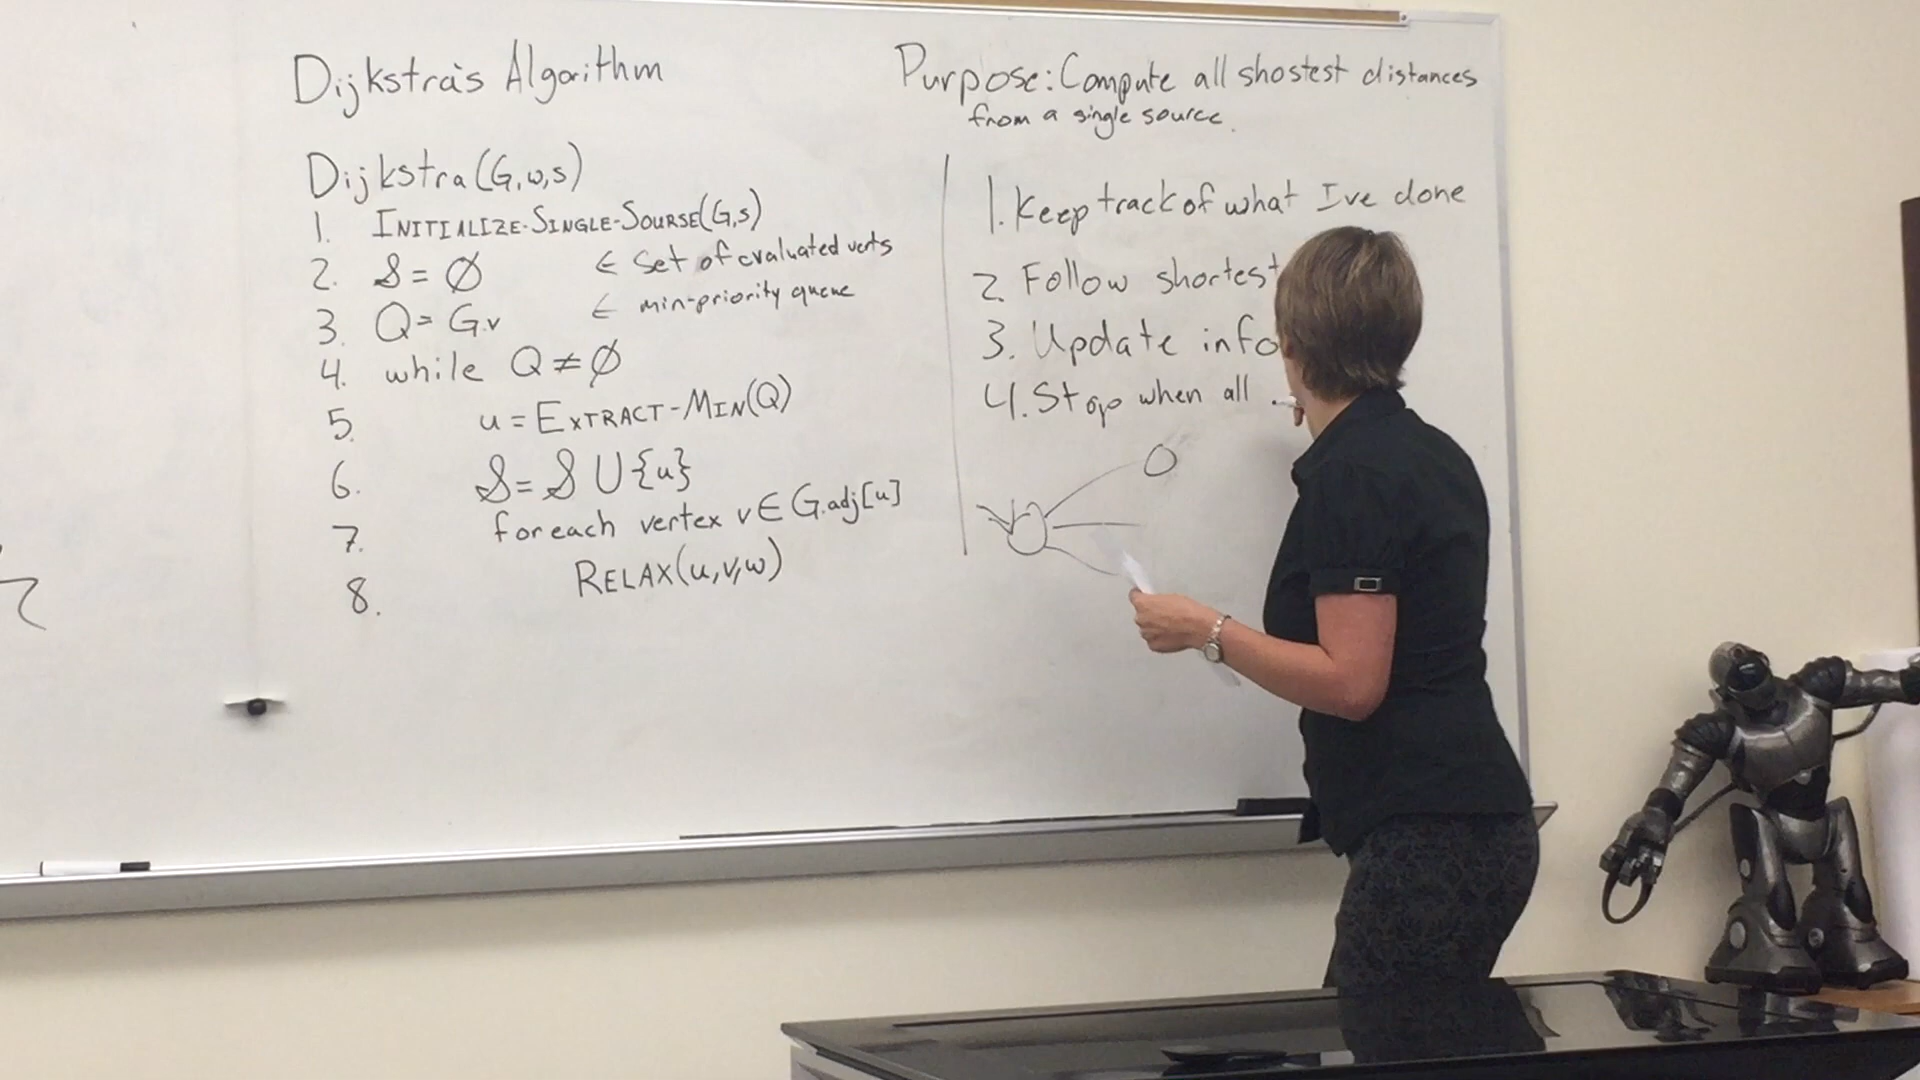 Dijkstra's Algorithm
Purpose: Compute all shostest distances
from a single source.
Dijkstra(G,w,s)
1. INITIALIZE-SINGLE-SOURSE(G,s)
2. S = Ø ← Set of evaluated verts
3. Q = G.v ← min-priority queue
4. while Q ≠ Ø
5. u = EXTRACT-MIN(Q)
6. S = S U {u}
7. for each vertex v ∈ G.adj[u]
8. RELAX(u,v,w)
1. Keep track of what I've done
2. Follow shortest
3. Update info
4. Stop when all